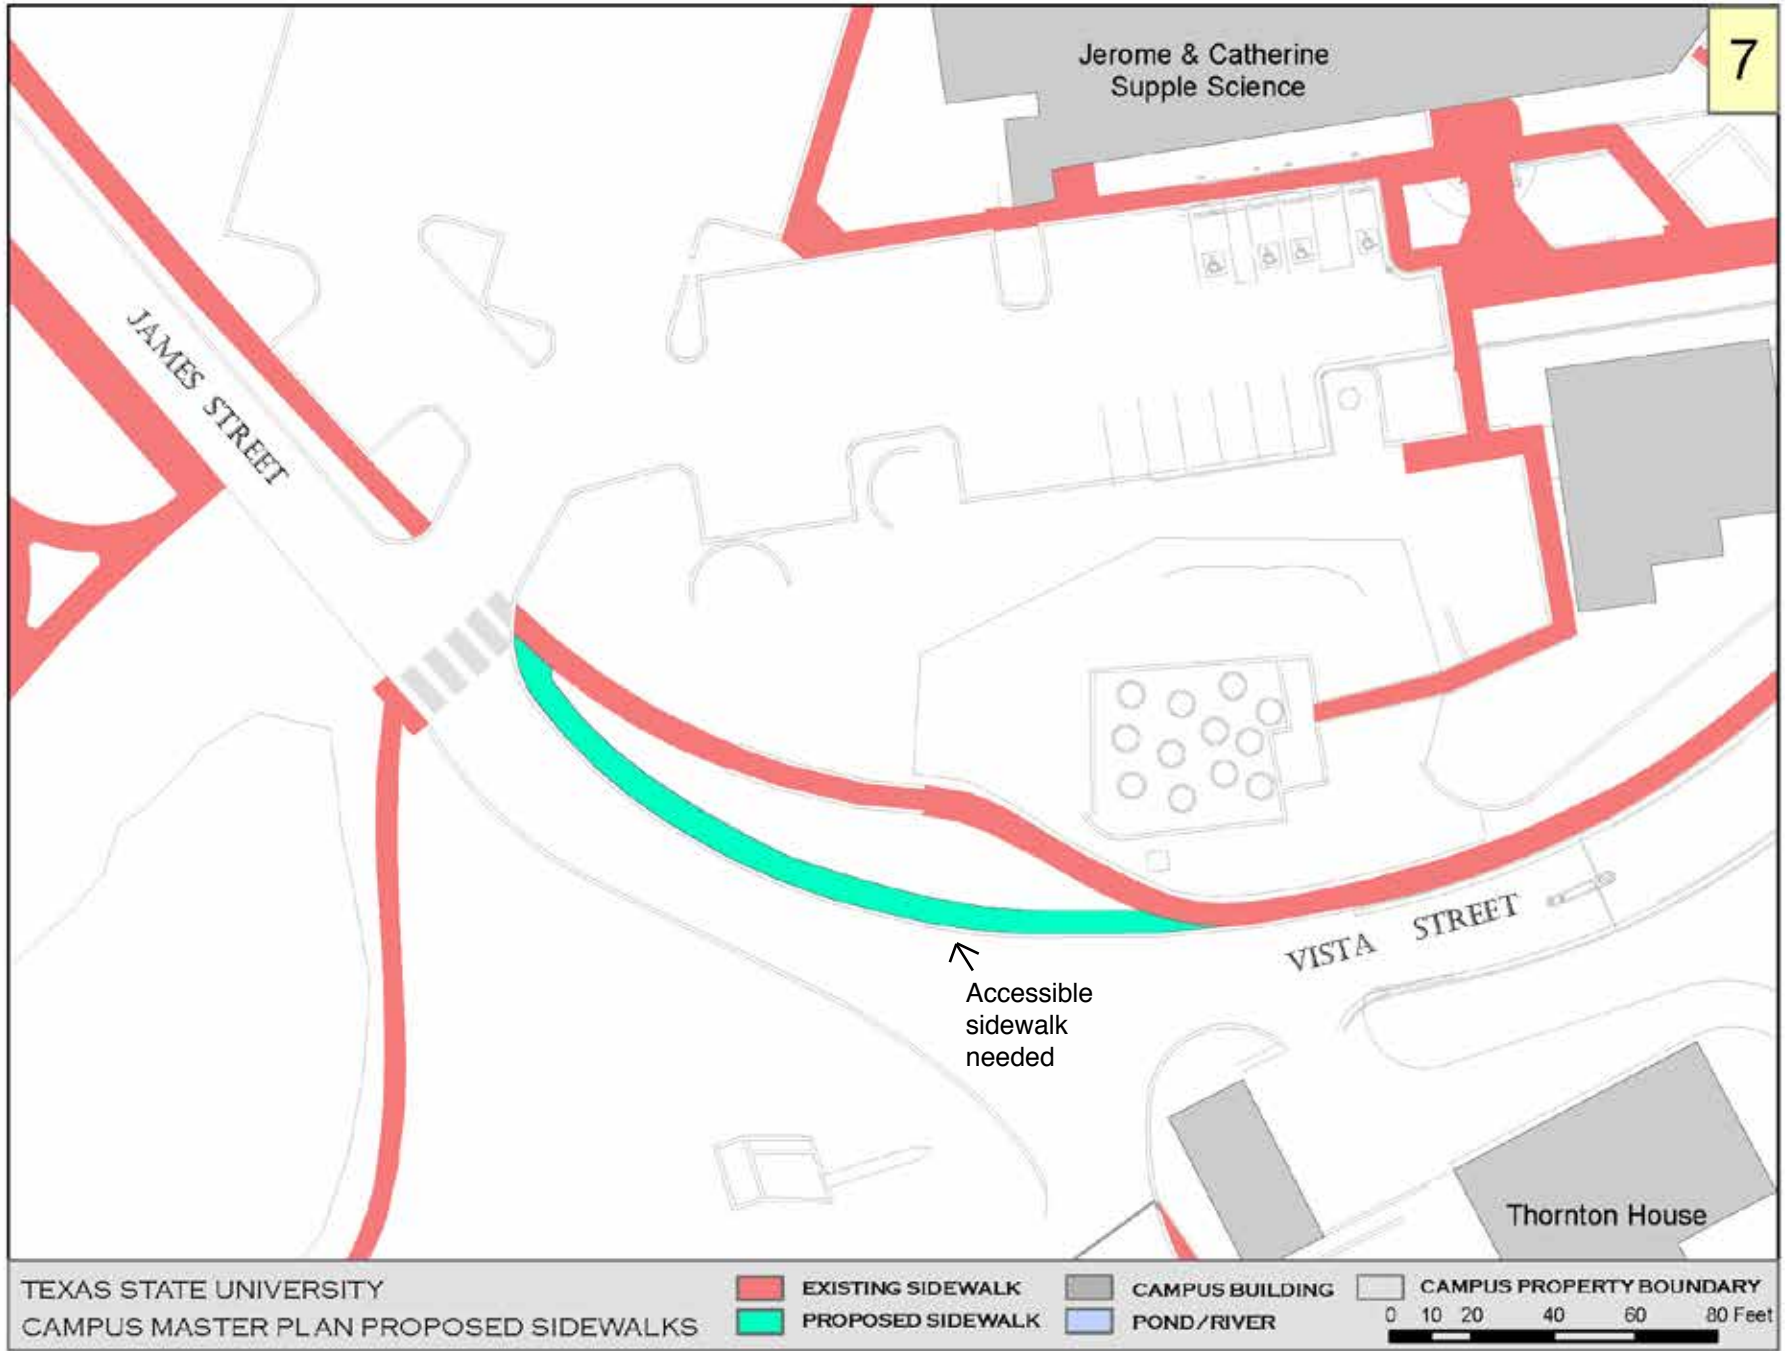 Jerome & Catherine
Supple Science
7
JAMES STREET
VISTA STREET
Accessible
sidewalk
needed
Thornton House
TEXAS STATE UNIVERSITY
CAMPUS MASTER PLAN PROPOSED SIDEWALKS
EXISTING SIDEWALK
PROPOSED SIDEWALK
CAMPUS BUILDING
POND/RIVER
CAMPUS PROPERTY BOUNDARY
0 10 20 40 60 80 Feet